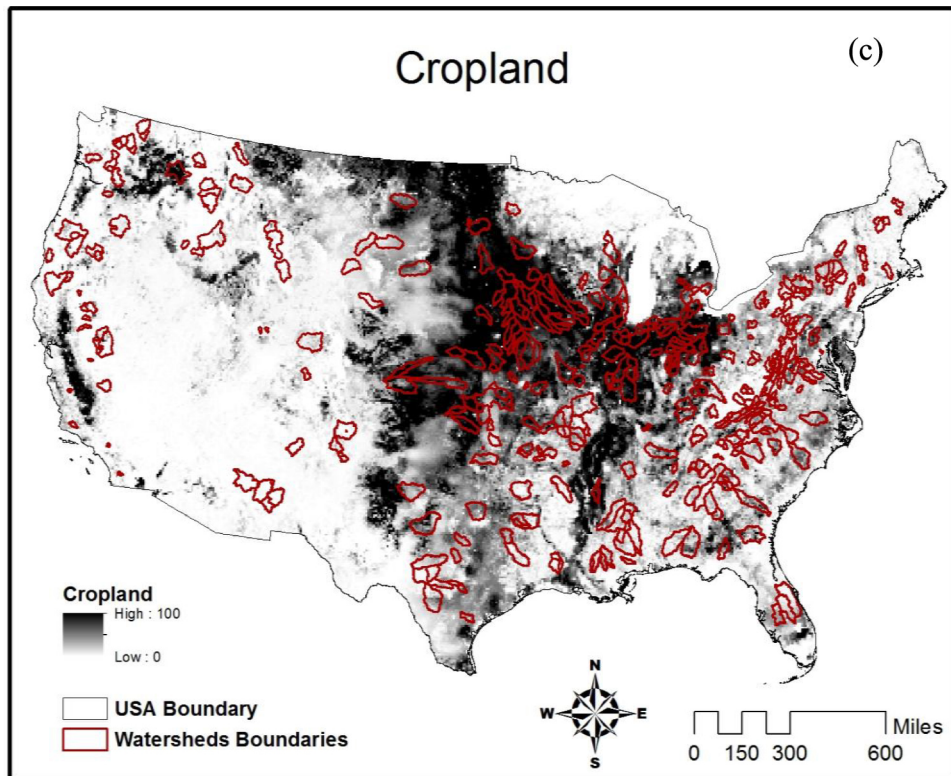 (c)
Cropland
Cropland
High : 100
Low : 0
USA Boundary
Watersheds Boundaries
N
W E
S
Miles
0 150 300 600